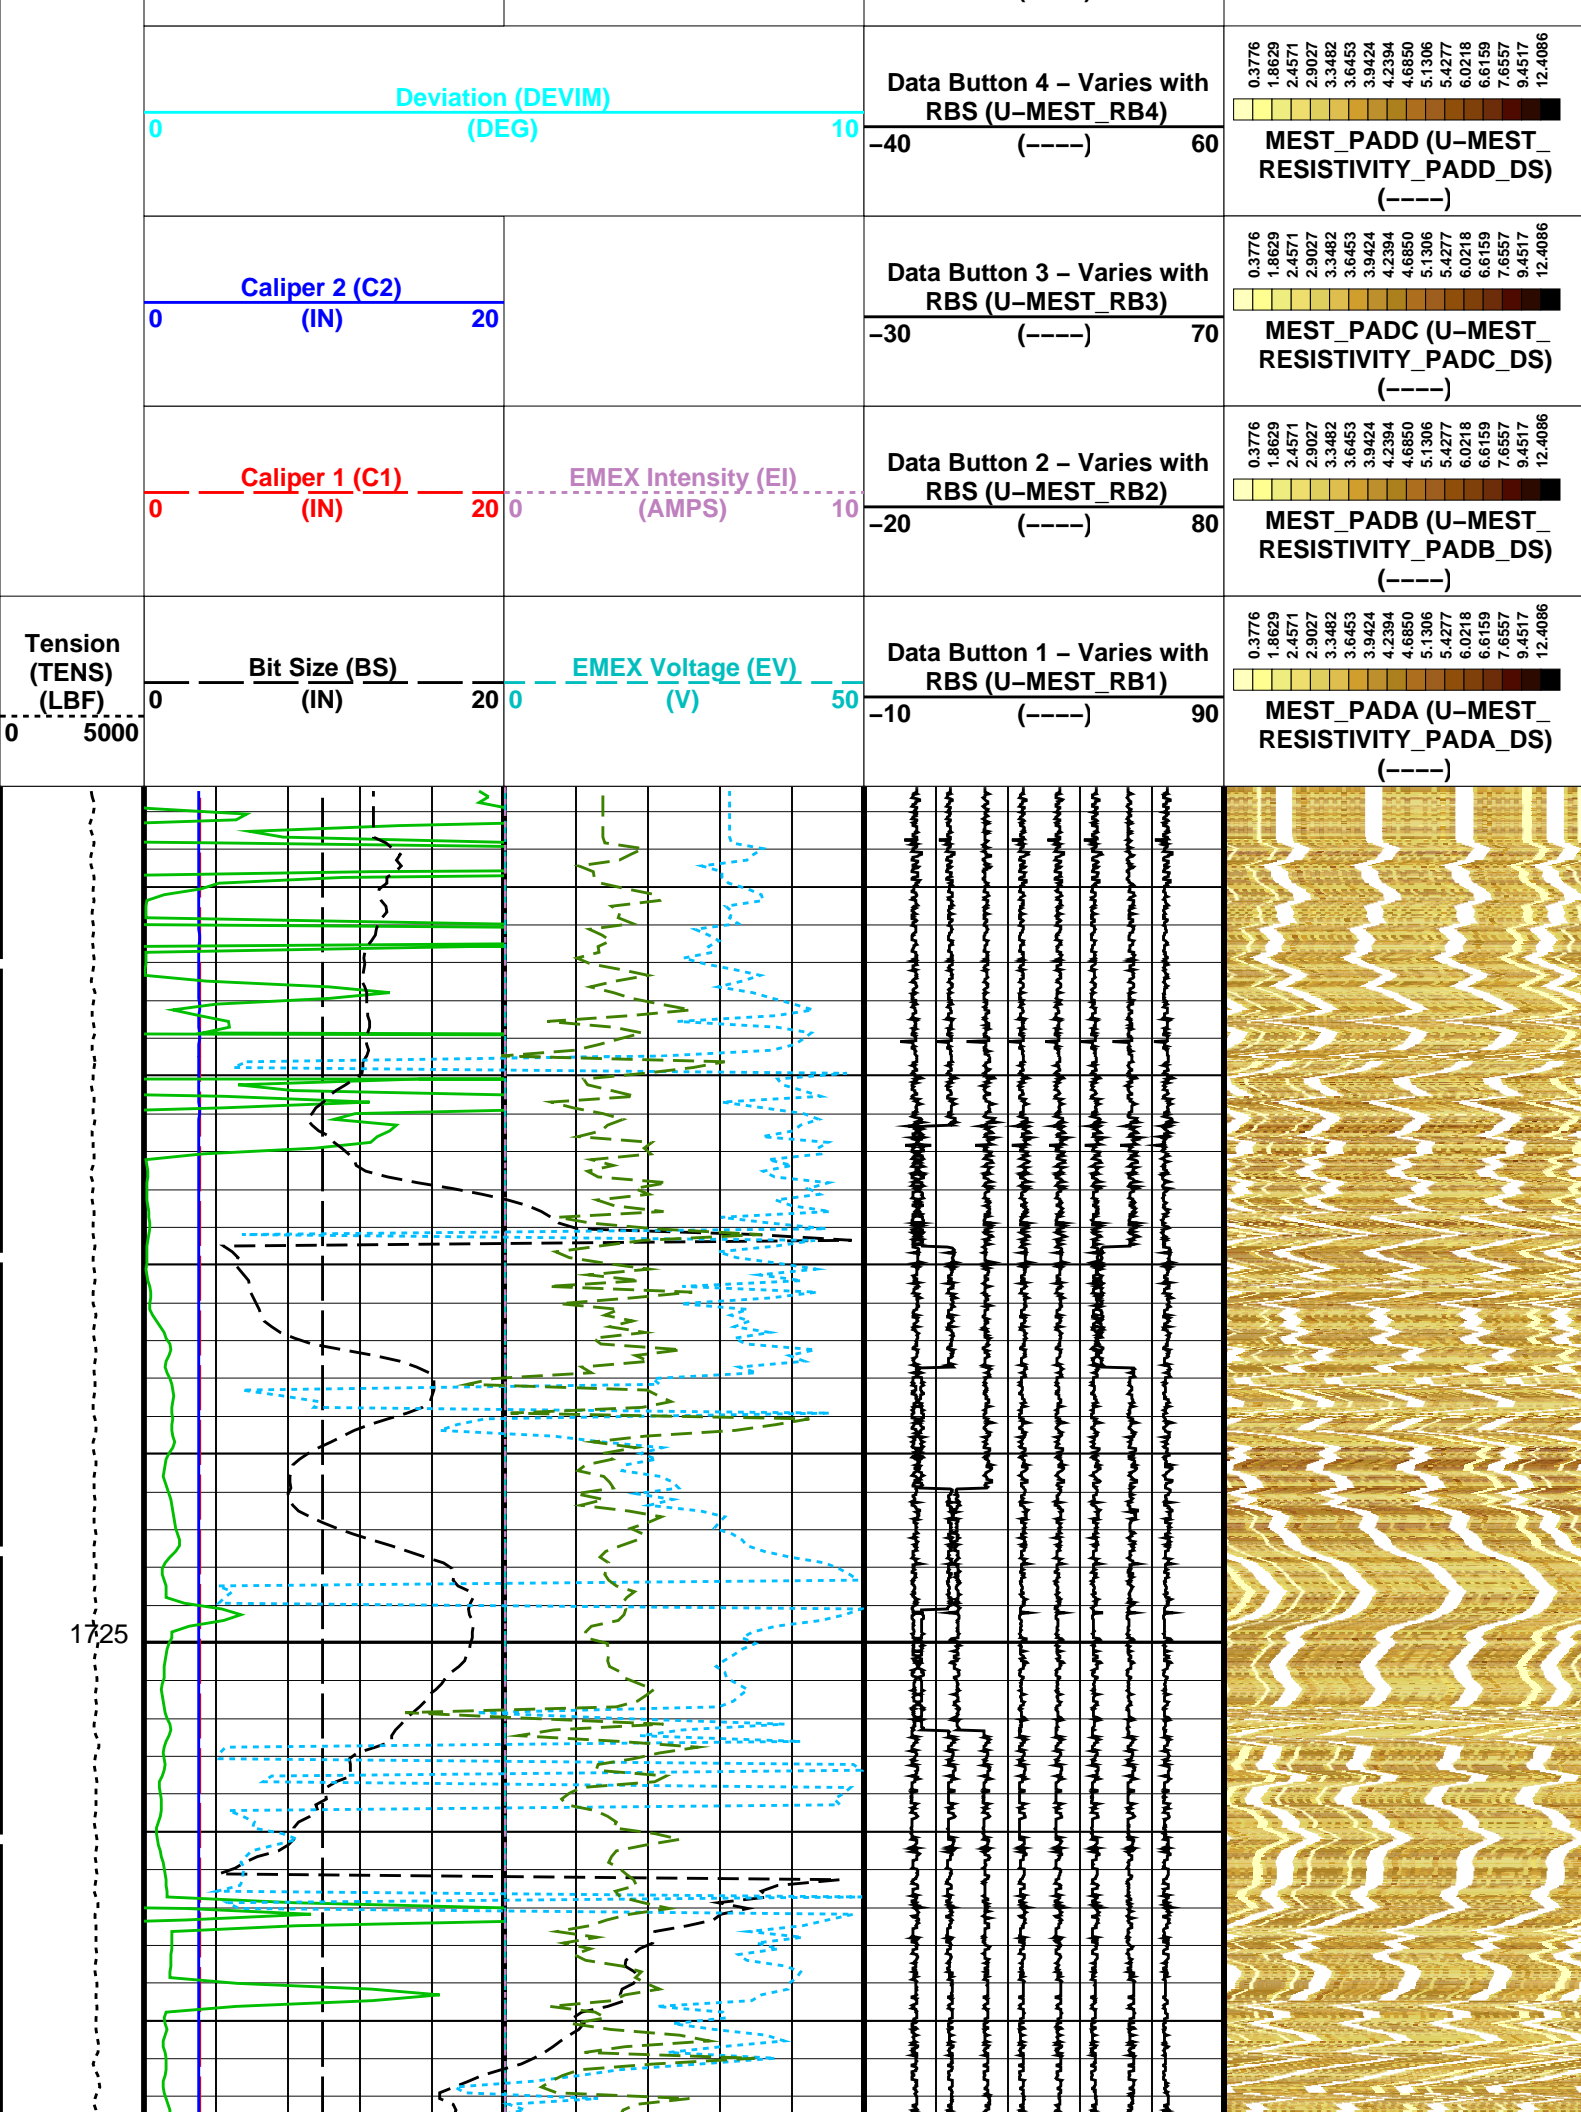 Deviation (DEVIM)
0 (DEG) 10
Data Button 4 – Varies with
RBS (U–MEST_RB4)
–40 (––––) 60
0.3776 1.8629 2.4571 2.9027 3.3482 3.6453 3.9424 4.2394 4.6850 5.1306 5.4277 6.0218 6.6159 7.6557 9.4517 12.4086
MEST_PADD (U–MEST_
RESISTIVITY_PADD_DS)
(––––)
Caliper 2 (C2)
0 (IN) 20
Data Button 3 – Varies with
RBS (U–MEST_RB3)
–30 (––––) 70
0.3776 1.8629 2.4571 2.9027 3.3482 3.6453 3.9424 4.2394 4.6850 5.1306 5.4277 6.0218 6.6159 7.6557 9.4517 12.4086
MEST_PADC (U–MEST_
RESISTIVITY_PADC_DS)
(––––)
Caliper 1 (C1)
0 (IN) 20
EMEX Intensity (EI)
0 (AMPS) 10
Data Button 2 – Varies with
RBS (U–MEST_RB2)
–20 (––––) 80
0.3776 1.8629 2.4571 2.9027 3.3482 3.6453 3.9424 4.2394 4.6850 5.1306 5.4277 6.0218 6.6159 7.6557 9.4517 12.4086
MEST_PADB (U–MEST_
RESISTIVITY_PADB_DS)
(––––)
Tension
(TENS)
(LBF)
0 5000
Bit Size (BS)
0 (IN) 20
EMEX Voltage (EV)
0 (V) 50
Data Button 1 – Varies with
RBS (U–MEST_RB1)
–10 (––––) 90
0.3776 1.8629 2.4571 2.9027 3.3482 3.6453 3.9424 4.2394 4.6850 5.1306 5.4277 6.0218 6.6159 7.6557 9.4517 12.4086
MEST_PADA (U–MEST_
RESISTIVITY_PADA_DS)
(––––)
1725